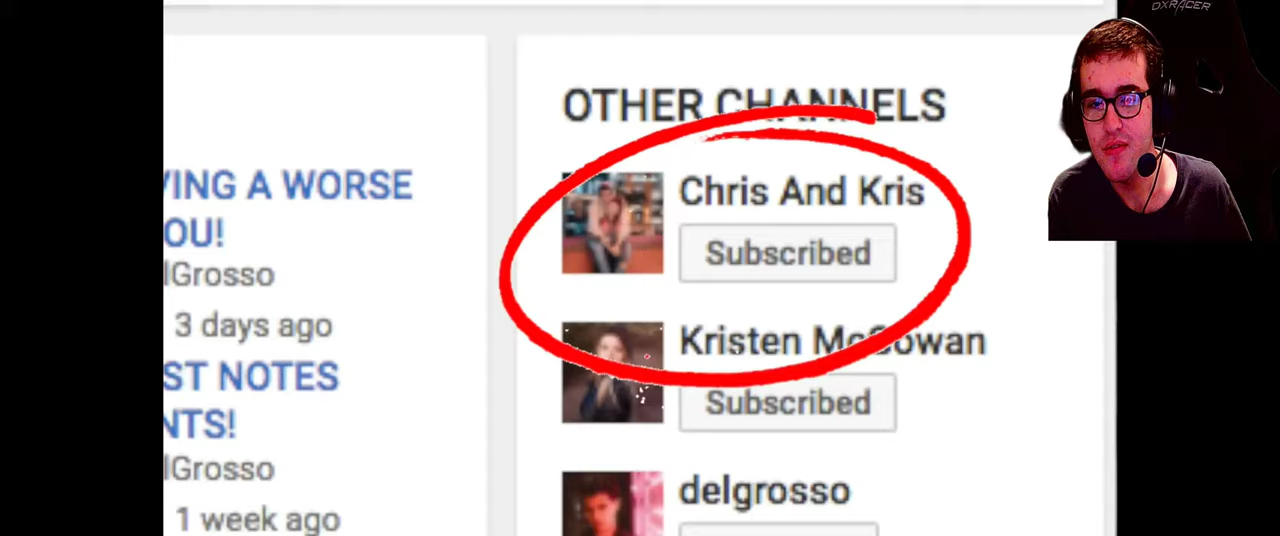 OTHER CHANNELS
Chris And Kris
Subscribed
Kristen McGowan
Subscribed
delgrosso
VING A WORSE
OU!
lGrosso
3 days ago
ST NOTES
NTS!
lGrosso
1 week ago
DXRACER